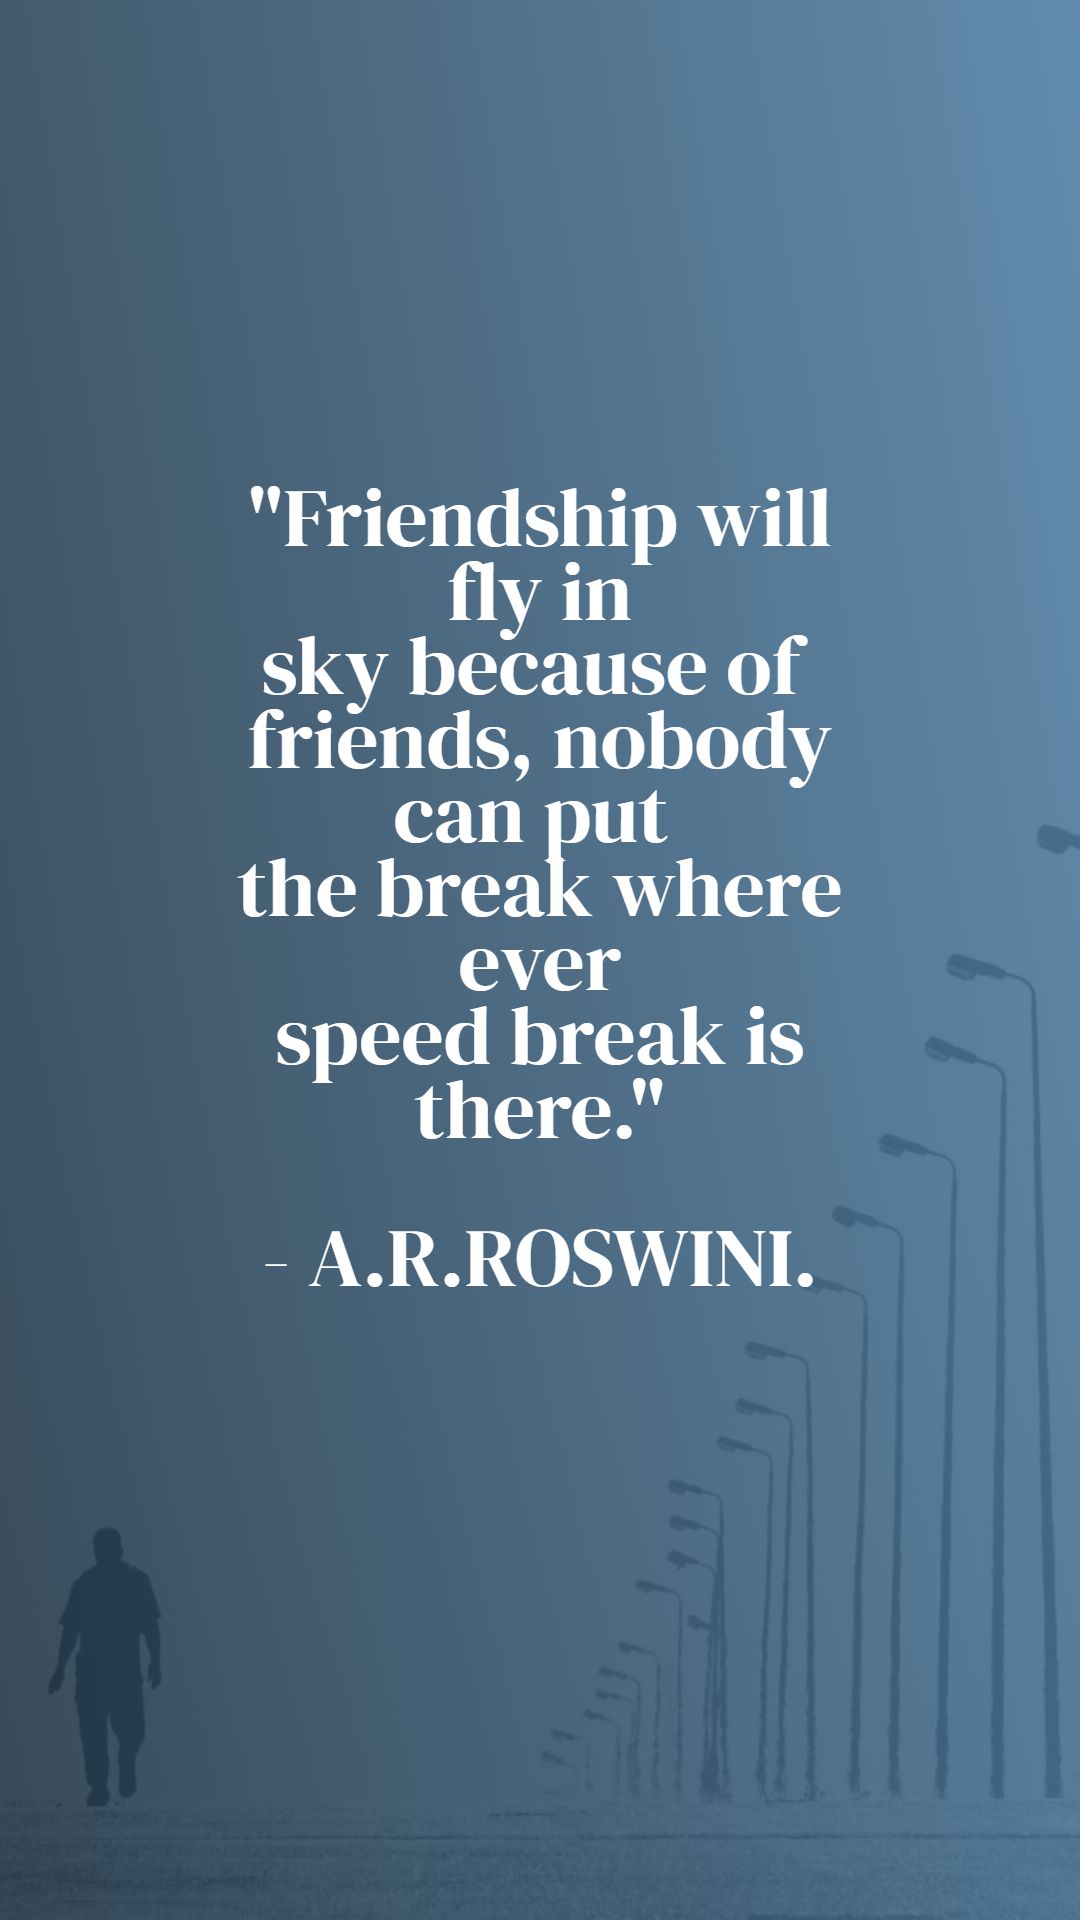 "Friendship will
fly in
sky because of
friends, nobody
can put
the break where
ever
speed break is
there."
- A.R.ROSWINI.